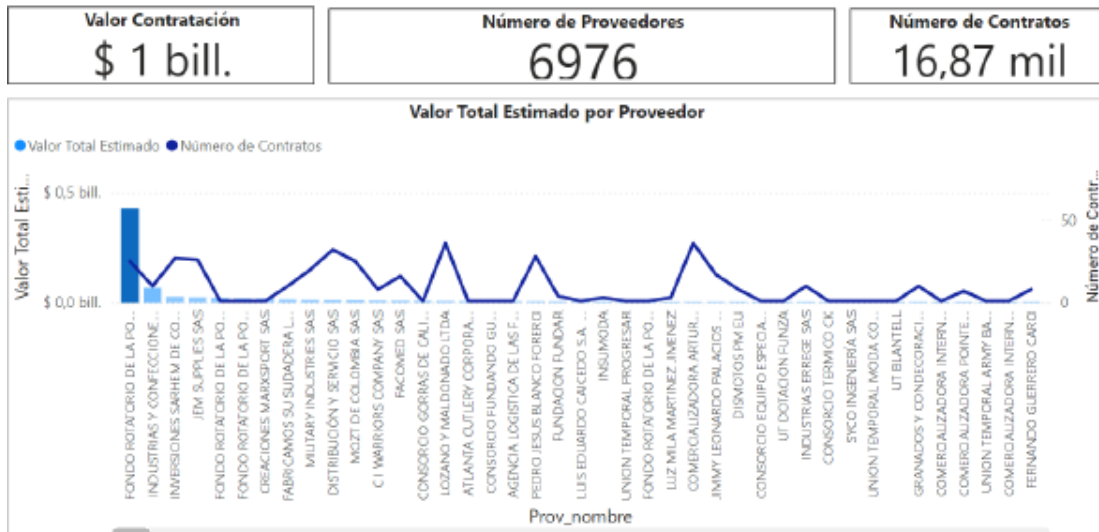 Valor Contratación
$ 1 bill.
Número de Proveedores
6976
Número de Contratos
16,87 mil
Valor Total Estimado por Proveedor
Valor Total Estimado
Número de Contratos
Valor Total Esti...
$ 0,5 bill.
$ 0,0 bill.
50
0
Número de Contr...
FONDO ROTATORIO DE LA PO...
INDUSTRIAS Y CONFECCIONE...
INVERSIONES SARHEM DE CO...
JEM SUPPLIES SAS
FONDO ROTATORIO DE LA PO...
FONDO ROTATORIO DE LA PO...
CREACIONES MARXSPORT SAS
FABRICAMOS SU SUDADERA L...
MILITARY INDUSTRIES SAS
DISTRIBUCIÓN Y SERVICIO SAS
MOZT DE COLOMBIA SAS
C I WARRIORS COMPANY SAS
FACOMED SAS
CONSORCIO GORRAS DE CALI...
LOZANO Y MALDONADO LTDA
ATLANTA CUTLERY CORPORA...
CONSORCIO FUNDANDO GU...
AGENCIA LOGISTICA DE LAS F...
PEDRO JESUS BLANCO FORERO
FUNDACION FUNDAR
LUIS EDUARDO CAICEDO S.A. ...
INSUMODA
UNION TEMPORAL PROGRESAR
FONDO ROTATORIO DE LA PO...
LUZ MILA MARTINEZ JIMENEZ
COMERCIALIZADORA ARTUR...
JIMMY LEONARDO PALACIOS ...
DISMOTOS PM EU
CONSORCIO EQUIPO ESPECIA...
UT DOTACION FUNZA
INDUSTRIAS ERREGE SAS
CONSORCIO TERMICO CK
SYCO INGENIERÍA SAS
UNION TEMPORAL MODA CO...
UT ELANTELL
GRANADOS Y CONDECORACI...
COMERCIALIZADORA INTERN...
COMERCIALIZADORA POINTE...
UNION TEMPORAL ARMY BA...
COMERCIALIZADORA INTERN...
FERNANDO GUERRERO CARO
Prov_nombre